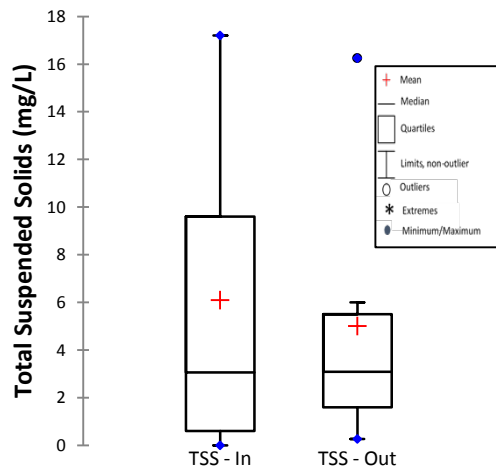 Total Suspended Solids (mg/L)
18
16
14
12
10
8
6
4
2
0
TSS - In
TSS - Out
Mean
Median
Quartiles
Limits, non-outlier
Outliers
Extremes
Minimum/Maximum